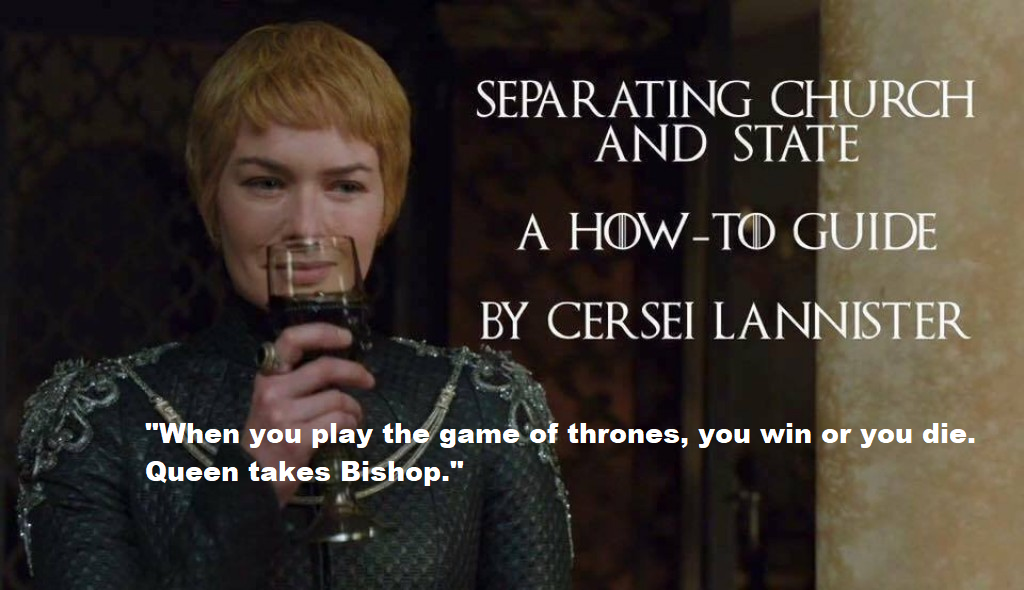 SEPARATING CHURCH
AND STATE
A HOW-TO GUIDE
BY CERSEI LANNISTER
"When you play the game of thrones, you win or you die.
Queen takes Bishop."